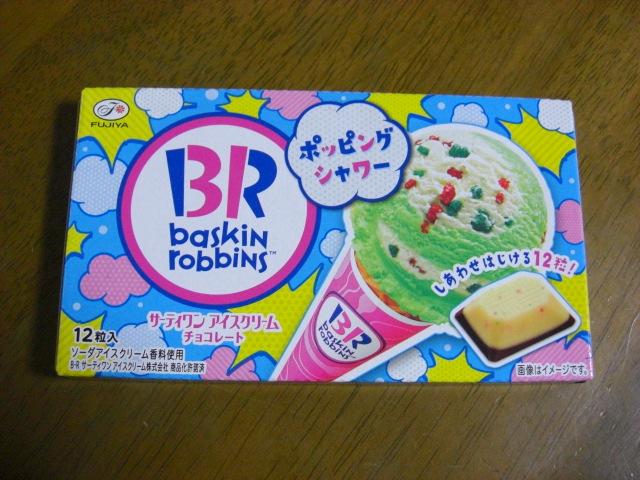 FUJIYA
BR
baskin
robbins™
ポッピング
シャワー
しあわせはじける12粒!
BR
baskin
robbins
サーティワン アイスクリーム
チョコレート
12粒入
ソーダアイスクリーム香料使用
B·R サーティワン アイスクリーム株式会社 商品化許諾済
画像はイメージです。